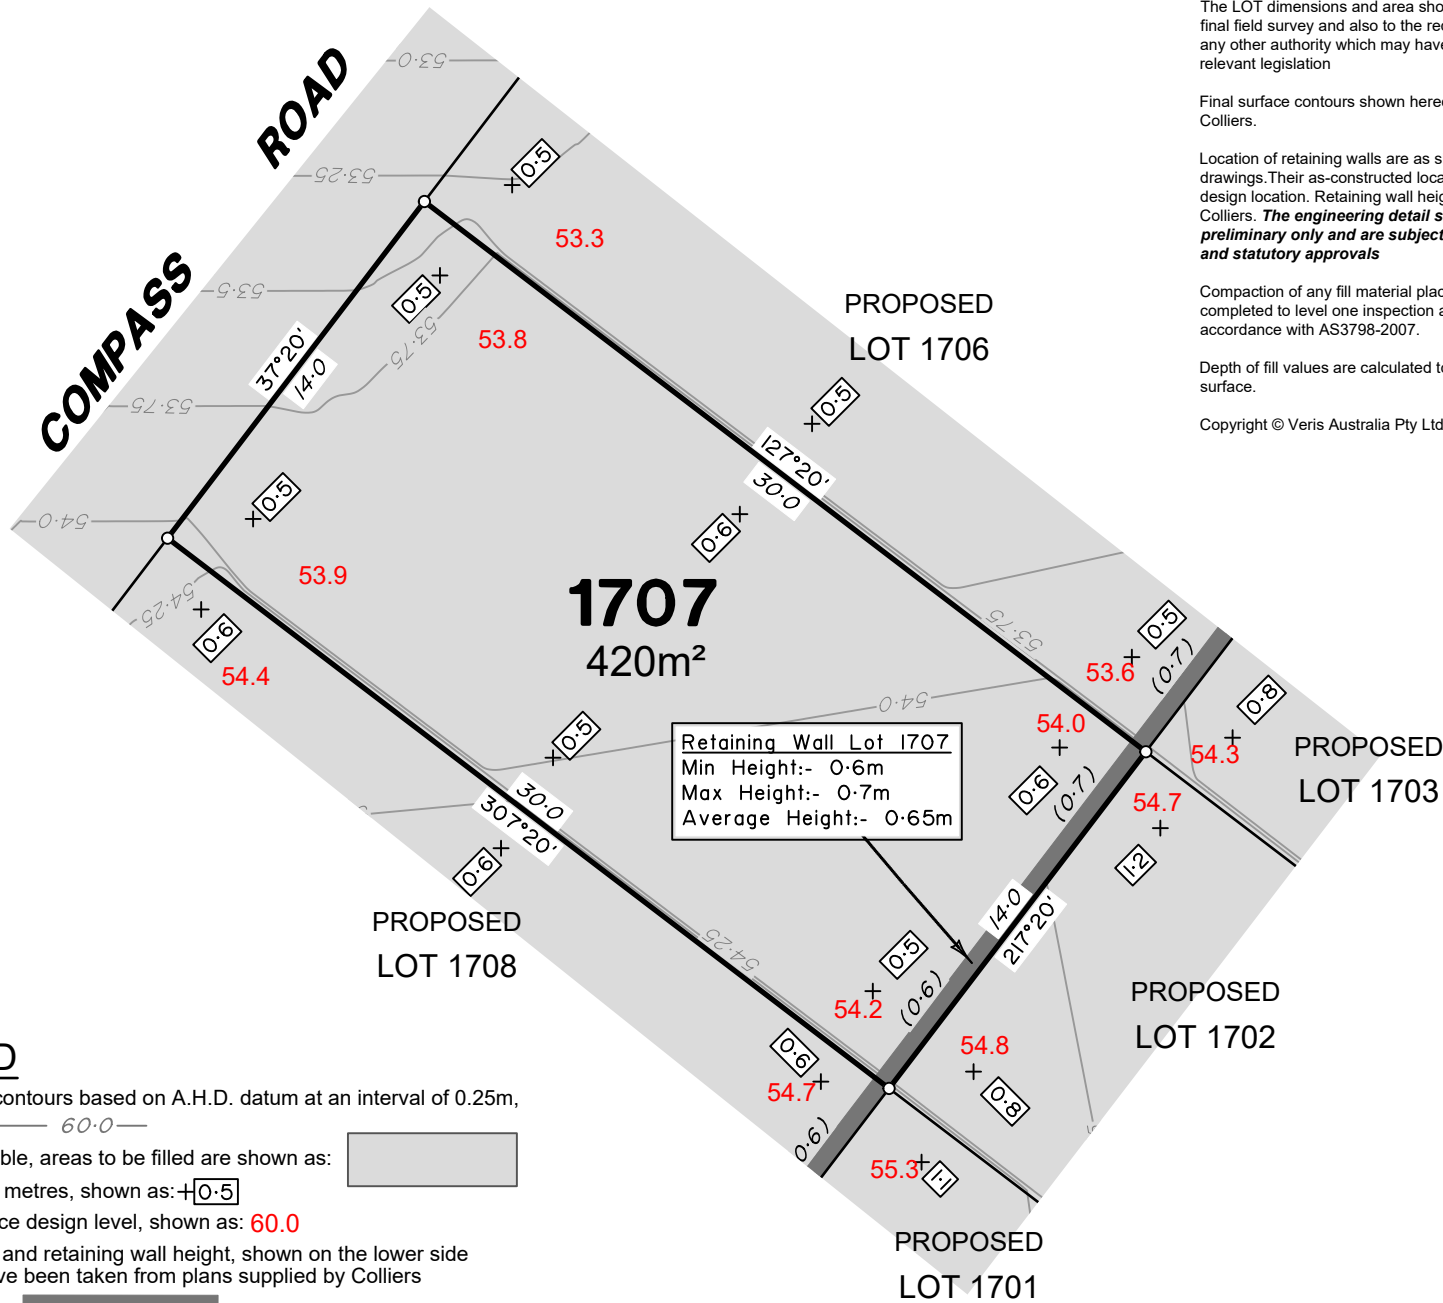 The LOT dimensions and area sho
final field survey and also to the re
any other authority which may have
relevant legislation
Final surface contours shown here
Colliers.
Location of retaining walls are as s
drawings.Their as-constructed loca
design location. Retaining wall heig
Colliers. The engineering detail s
preliminary only and are subject
and statutory approvals
Compaction of any fill material plac
completed to level one inspection a
accordance with AS3798-2007.
Depth of fill values are calculated to
surface.
Copyright © Veris Australia Pty Ltd
COMPASS ROAD
53·0
53·25
53·5
53·75
54·0
54·25
0·5
53.3
0·5
53.8
53·75
37°20'
14·0
PROPOSED
LOT 1706
0·5
127°20'
30·0
0·5
53.9
0·6
1707
420m²
0·6
54.4
53·75
0·5
53.6
(0·7)
0·8
54.3
PROPOSED
LOT 1703
54·0
54.0
0·6
(0·7)
54.7
1·2
0·5
Retaining Wall Lot 1707
Min Height:- 0·6m
Max Height:- 0·7m
Average Height:- 0·65m
30·0
307°20'
0·6
14·0
217°20'
PROPOSED
LOT 1708
54·25
0·5
54.2
(0·6)
PROPOSED
LOT 1702
54.8
0·8
0·6
54.7
0·6)
55.3
1·1
PROPOSED
LOT 1701
D
contours based on A.H.D. datum at an interval of 0.25m,
60·0
ble, areas to be filled are shown as:
metres, shown as: +0·5
ce design level, shown as: 60.0
and retaining wall height, shown on the lower side
ve been taken from plans supplied by Colliers